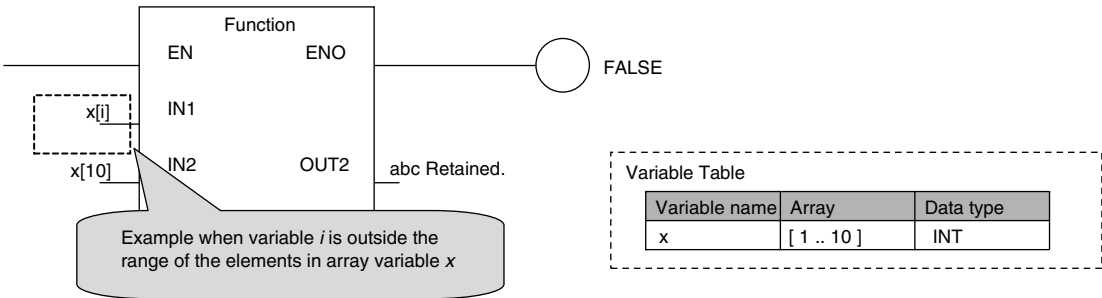 Function
EN ENO
FALSE
x[i] IN1
x[10] IN2 OUT2 abc Retained.
Example when variable i is outside the
range of the elements in array variable x
Variable Table
Variable name Array Data type
x [ 1 .. 10 ] INT